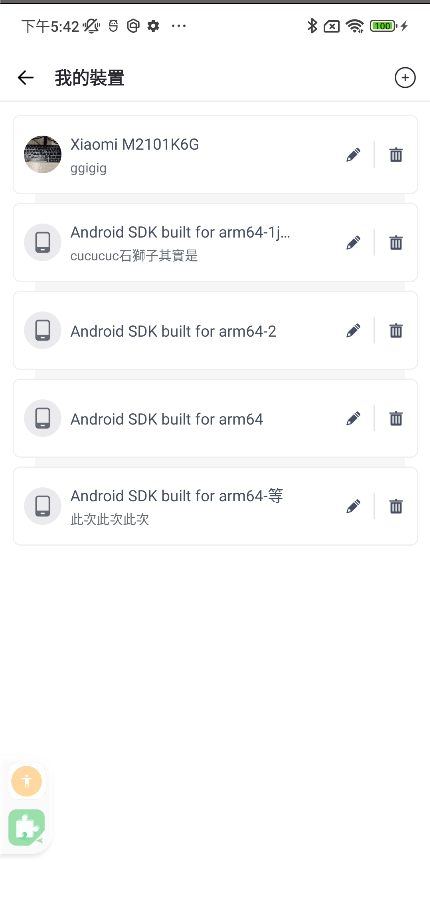 下午5:42
100
我的裝置
Xiaomi M2101K6G
ggigig
Android SDK built for arm64-1j...
cucucuc石獅子其實是
Android SDK built for arm64-2
Android SDK built for arm64
Android SDK built for arm64-等
此次此次此次